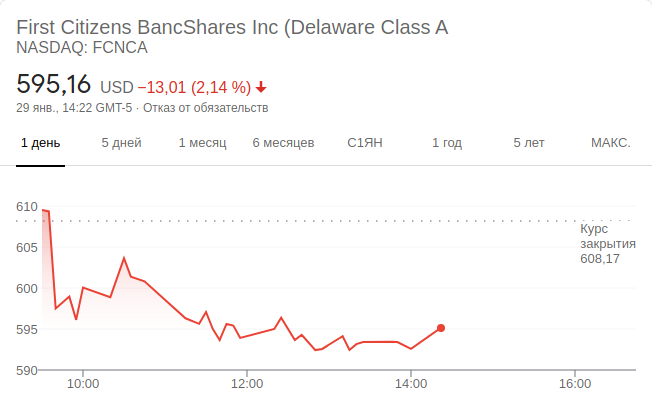 First Citizens BancShares Inc (Delaware Class A
NASDAQ: FCNCA
595,16 USD −13,01 (2,14 %)
29 янв., 14:22 GMT-5 · Отказ от обязательств
1 день 5 дней 1 месяц 6 месяцев С1ЯН 1 год 5 лет МАКС.
610
Курс
закрытия
608,17
605
600
595
590
10:00 12:00 14:00 16:00